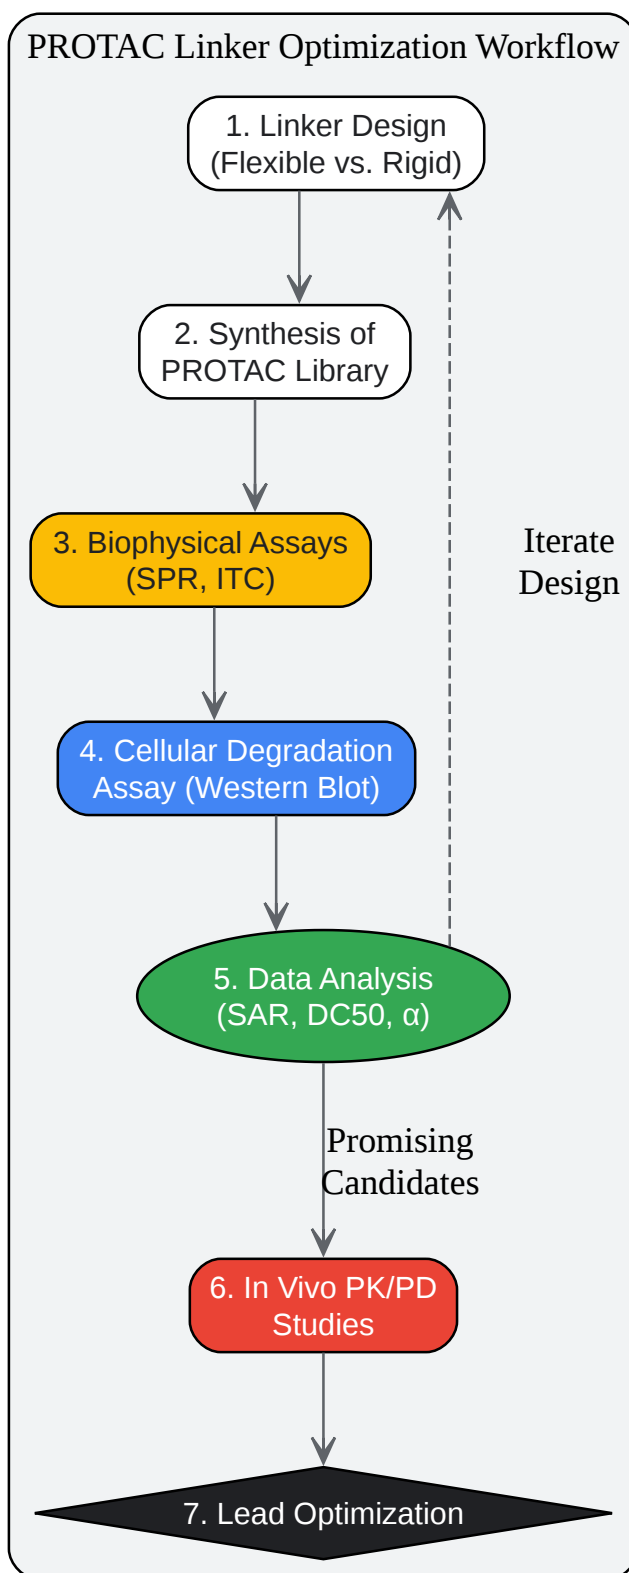 PROTAC Linker Optimization Workflow
1. Linker Design
(Flexible vs. Rigid)
2. Synthesis of
PROTAC Library
3. Biophysical Assays
(SPR, ITC)
Iterate
Design
4. Cellular Degradation
Assay (Western Blot)
5. Data Analysis
(SAR, DC50, α)
Promising
Candidates
6. In Vivo PK/PD
Studies
7. Lead Optimization